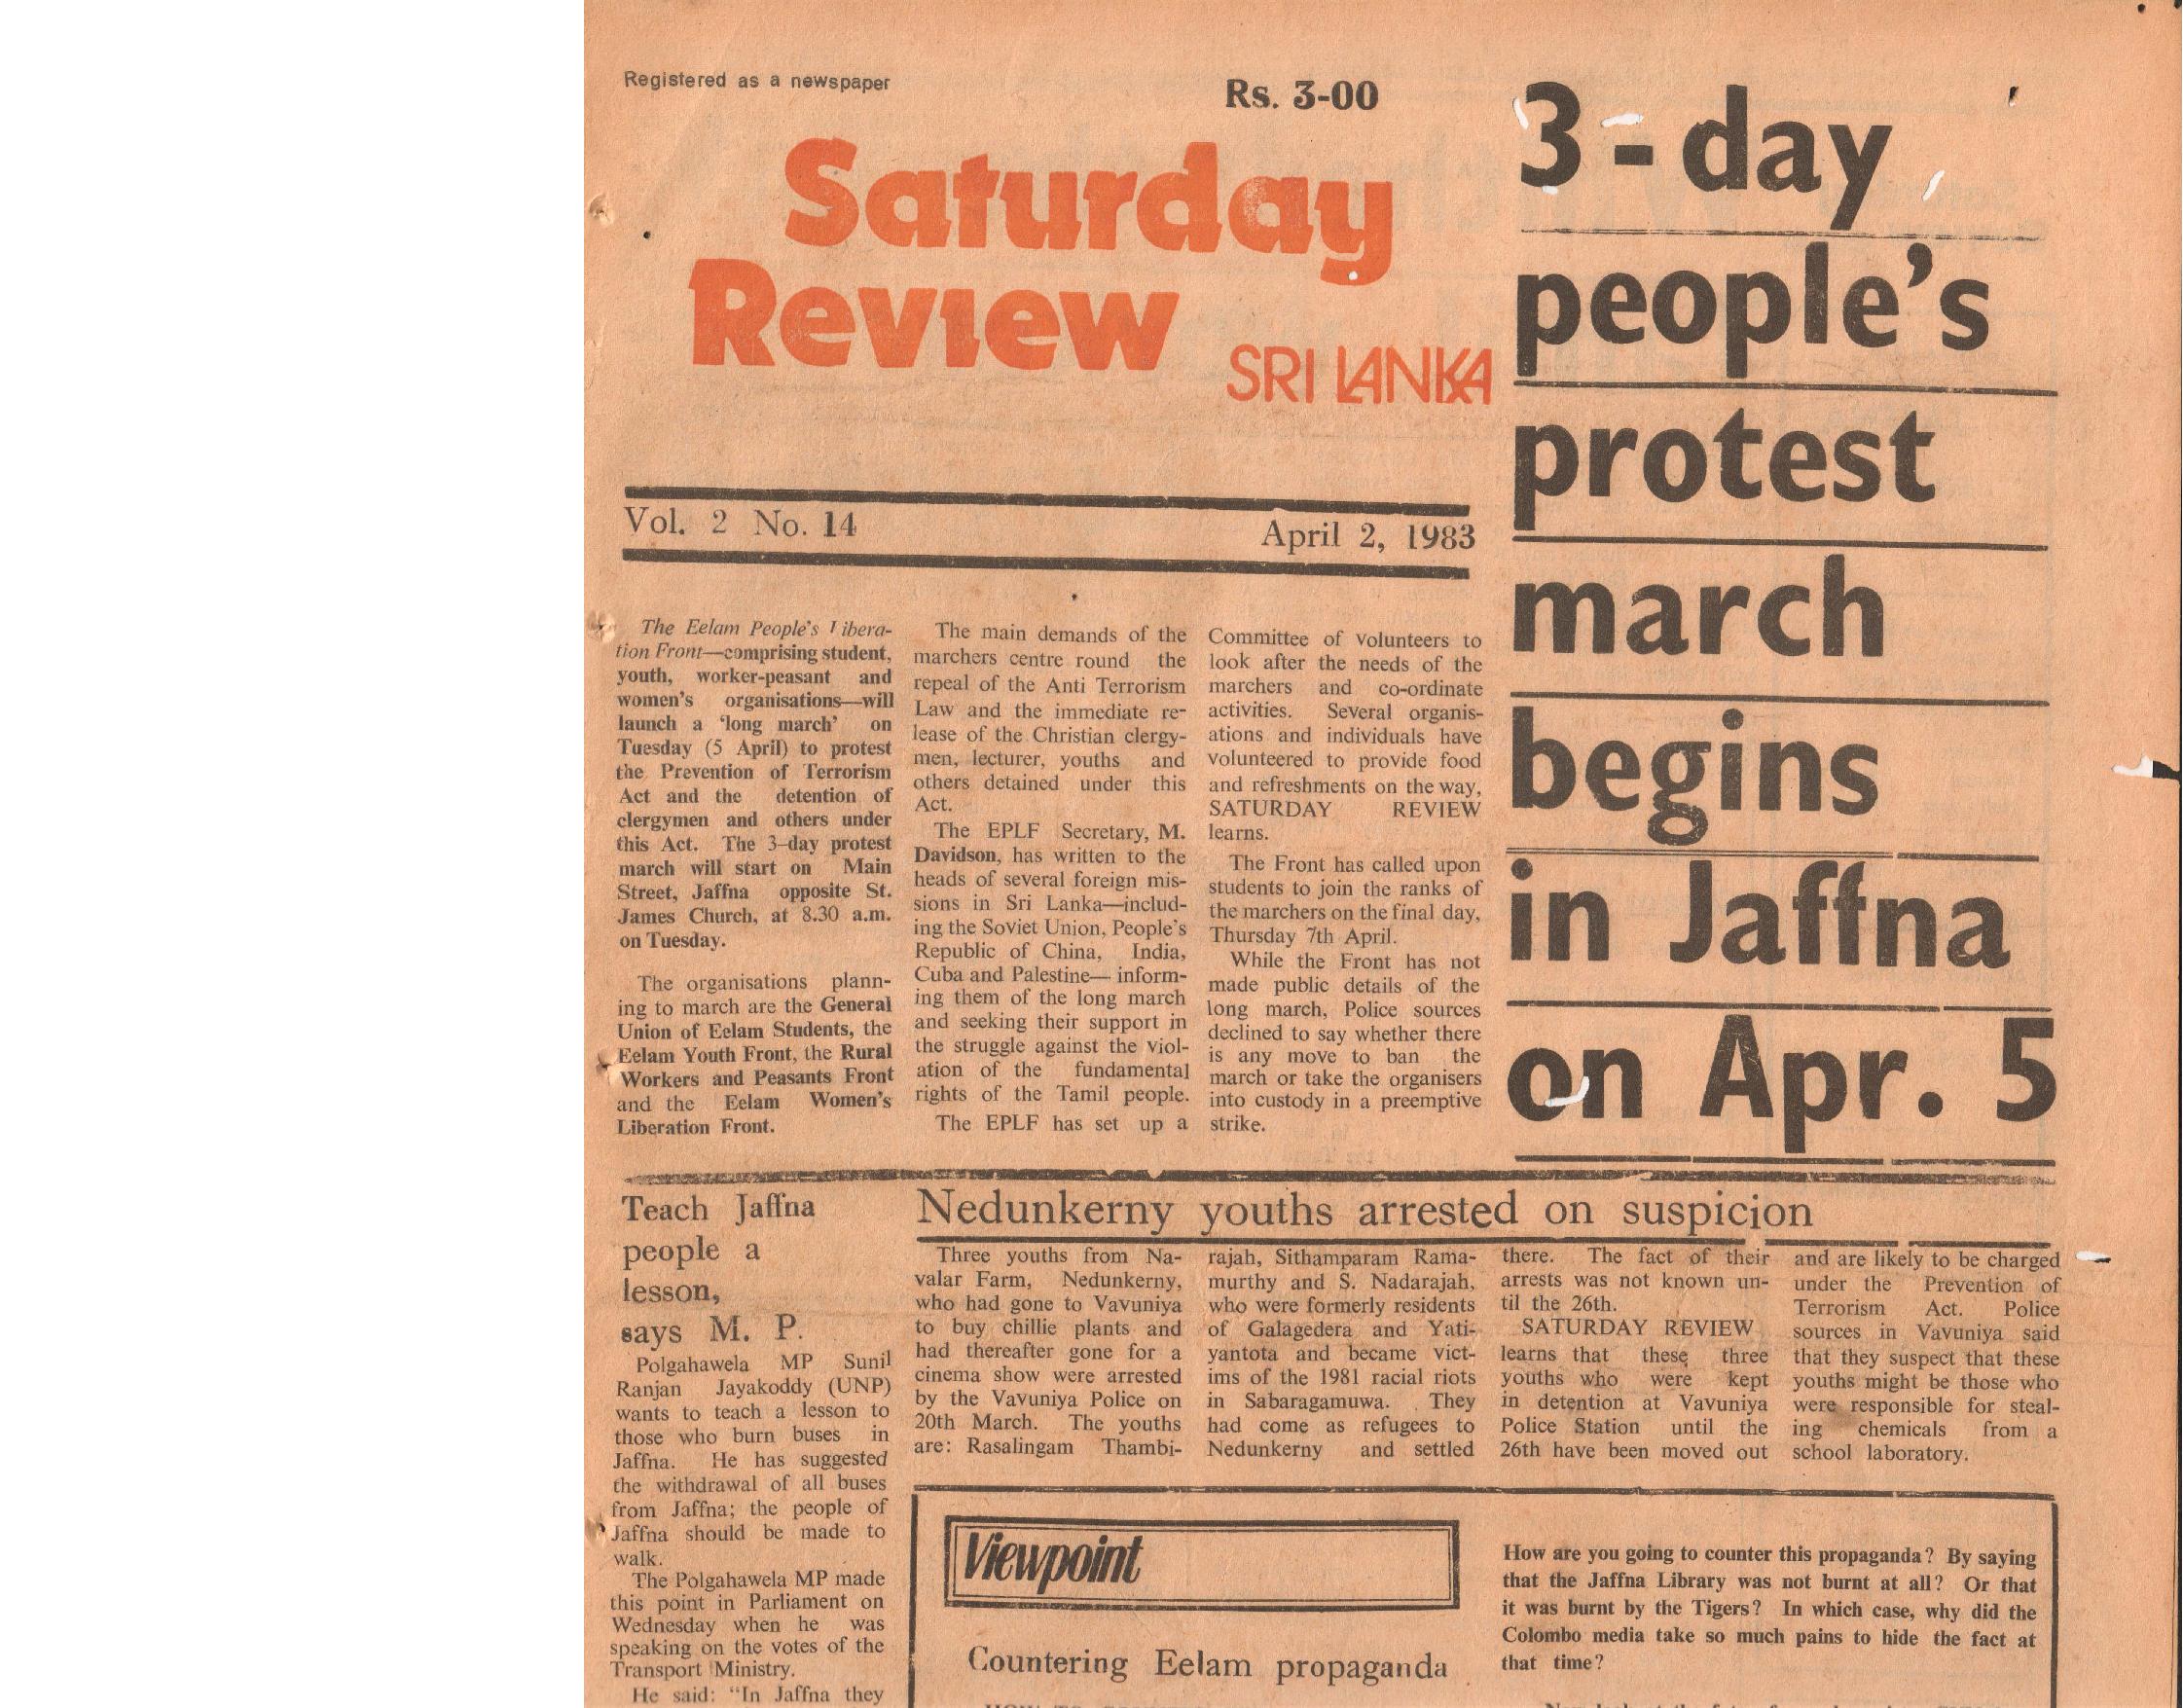 Registered as a newspaper
Rs. 3-00
Saturday
Review
SRI LANKA
3-day
people's
protest
march
begins
in Jaffna
on Apr. 5
Vol. 2 No. 14
April 2, 1983
The Eelam People's Libera-
tion Front—comprising student,
youth, worker-peasant and
women's organisations—will
launch a 'long march' on
Tuesday (5 April) to protest
the Prevention of Terrorism
Act and the detention of
clergymen and others under
this Act. The 3-day protest
march will start on Main
Street, Jaffna opposite St.
James Church, at 8.30 a.m.
on Tuesday.
The organisations plann-
ing to march are the General
Union of Eelam Students, the
Eelam Youth Front, the Rural
Workers and Peasants Front
and the Eelam Women's
Liberation Front.
The main demands of the
marchers centre round the
repeal of the Anti Terrorism
Law and the immediate re-
lease of the Christian clergy-
men, lecturer, youths and
others detained under this
Act.
The EPLF Secretary, M.
Davidson, has written to the
heads of several foreign mis-
sions in Sri Lanka—includ-
ing the Soviet Union, People's
Republic of China, India,
Cuba and Palestine— inform-
ing them of the long march
and seeking their support in
the struggle against the viol-
ation of the fundamental
rights of the Tamil people.
The EPLF has set up a
Committee of volunteers to
look after the needs of the
marchers and co-ordinate
activities. Several organis-
ations and individuals have
volunteered to provide food
and refreshments on the way,
SATURDAY REVIEW
learns.
The Front has called upon
students to join the ranks of
the marchers on the final day,
Thursday 7th April.
While the Front has not
made public details of the
long march, Police sources
declined to say whether there
is any move to ban the
march or take the organisers
into custody in a preemptive
strike.
Teach Jaffna
people a
lesson,
says M. P.
Polgahawela MP Sunil
Ranjan Jayakoddy (UNP)
wants to teach a lesson to
those who burn buses in
Jaffna. He has suggested
the withdrawal of all buses
from Jaffna; the people of
Jaffna should be made to
walk.
The Polgahawela MP made
this point in Parliament on
Wednesday when he was
speaking on the votes of the
Transport Ministry.
He said: "In Jaffna they
Nedunkerny youths arrested on suspicion
Three youths from Na-
valar Farm, Nedunkerny,
who had gone to Vavuniya
to buy chillie plants and
had thereafter gone for a
cinema show were arrested
by the Vavuniya Police on
20th March. The youths
are: Rasalingam Thambi-
rajah, Sithamparam Rama-
murthy and S. Nadarajah,
who were formerly residents
of Galagedera and Yati-
yantota and became vict-
ims of the 1981 racial riots
in Sabaragamuwa. They
had come as refugees to
Nedunkerny and settled
there. The fact of their
arrests was not known un-
til the 26th.
SATURDAY REVIEW
learns that these three
youths who were kept
in detention at Vavuniya
Police Station until the
26th have been moved out
and are likely to be charged
under the Prevention of
Terrorism Act. Police
sources in Vavuniya said
that they suspect that these
youths might be those who
were responsible for steal-
ing chemicals from a
school laboratory.
Viewpoint
Countering Eelam propaganda
How are you going to counter this propaganda? By saying
that the Jaffna Library was not burnt at all? Or that
it was burnt by the Tigers? In which case, why did the
Colombo media take so much pains to hide the fact at
that time?